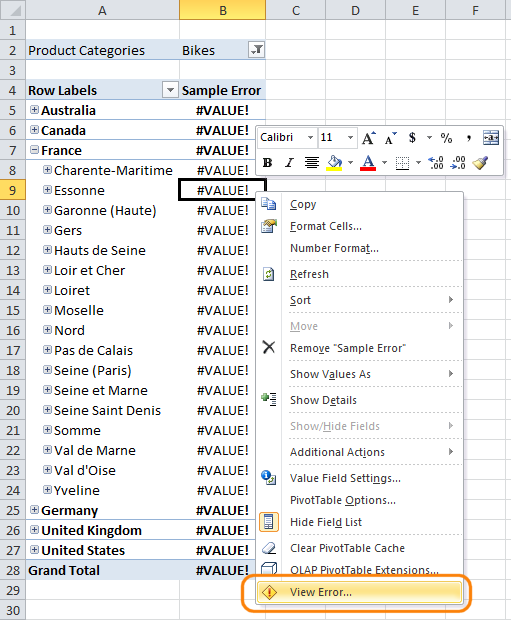 A B C D E F
1
2 Product Categories Bikes
3
4 Row Labels Sample Error
5 Australia #VALUE!
6 Canada #VALUE!
7 France #VALUE!
8 Charente-Maritime #VALUE!
9 Essonne #VALUE!
10 Garonne (Haute) #VALUE!
11 Gers #VALUE!
12 Hauts de Seine #VALUE!
13 Loir et Cher #VALUE!
14 Loiret #VALUE!
15 Moselle #VALUE!
16 Nord #VALUE!
17 Pas de Calais #VALUE!
18 Seine (Paris) #VALUE!
19 Seine et Marne #VALUE!
20 Seine Saint Denis #VALUE!
21 Somme #VALUE!
22 Val de Marne #VALUE!
23 Val d'Oise #VALUE!
24 Yveline #VALUE!
25 Germany #VALUE!
26 United Kingdom #VALUE!
27 United States #VALUE!
28 Grand Total #VALUE!
29
30
Calibri 11 A A $ % ,
B I A .00 .00
Copy
Format Cells...
Number Format...
Refresh
Sort
Move
Remove "Sample Error"
Show Values As
Show Details
Show/Hide Fields
Additional Actions
Value Field Settings...
PivotTable Options...
Hide Field List
Clear PivotTable Cache
OLAP PivotTable Extensions...
View Error...